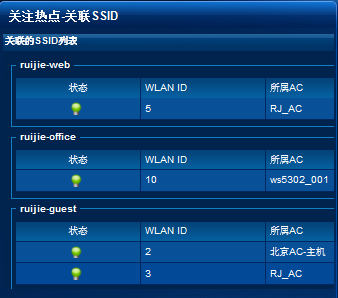 关注热点-关联SSID
关联的SSID列表
ruijie-web
状态 WLAN ID 所属AC
5 RJ_AC
ruijie-office
状态 WLAN ID 所属AC
10 ws5302_001
ruijie-guest
状态 WLAN ID 所属AC
2 北京AC-主机
3 RJ_AC